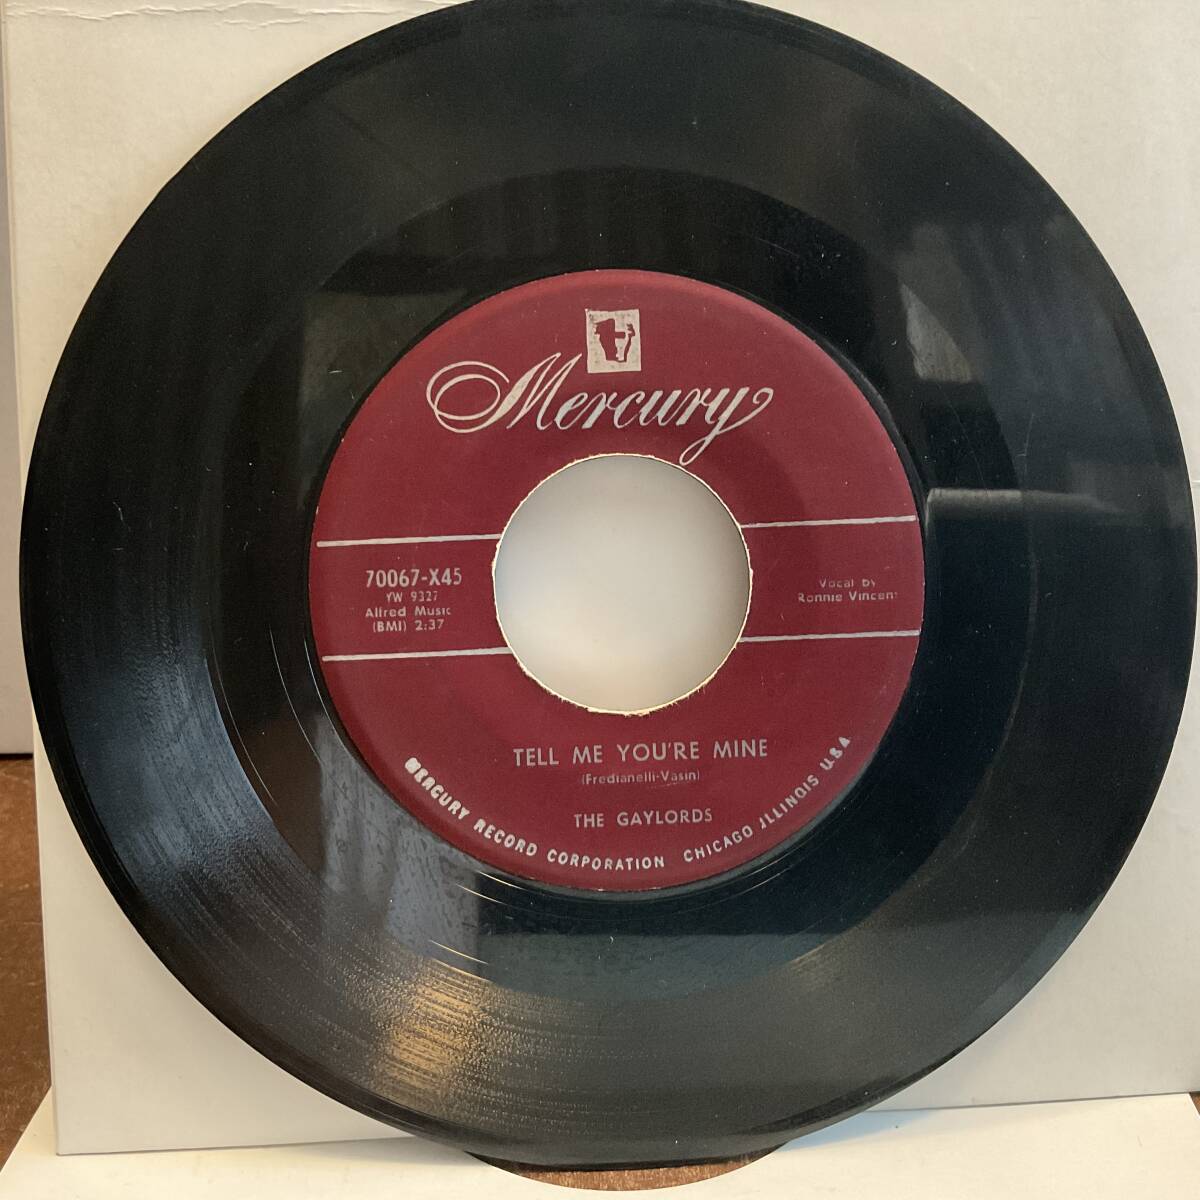 Mercury
70067-X45
YW 9327
Alfred Music
(BMI) 2:37
Vocal by
Ronnie Vincent
TELL ME YOU'RE MINE
(Fredianelli-Vasin)
THE GAYLORDS
MERCURY RECORD CORPORATION CHICAGO ILLINOIS U.S.A.